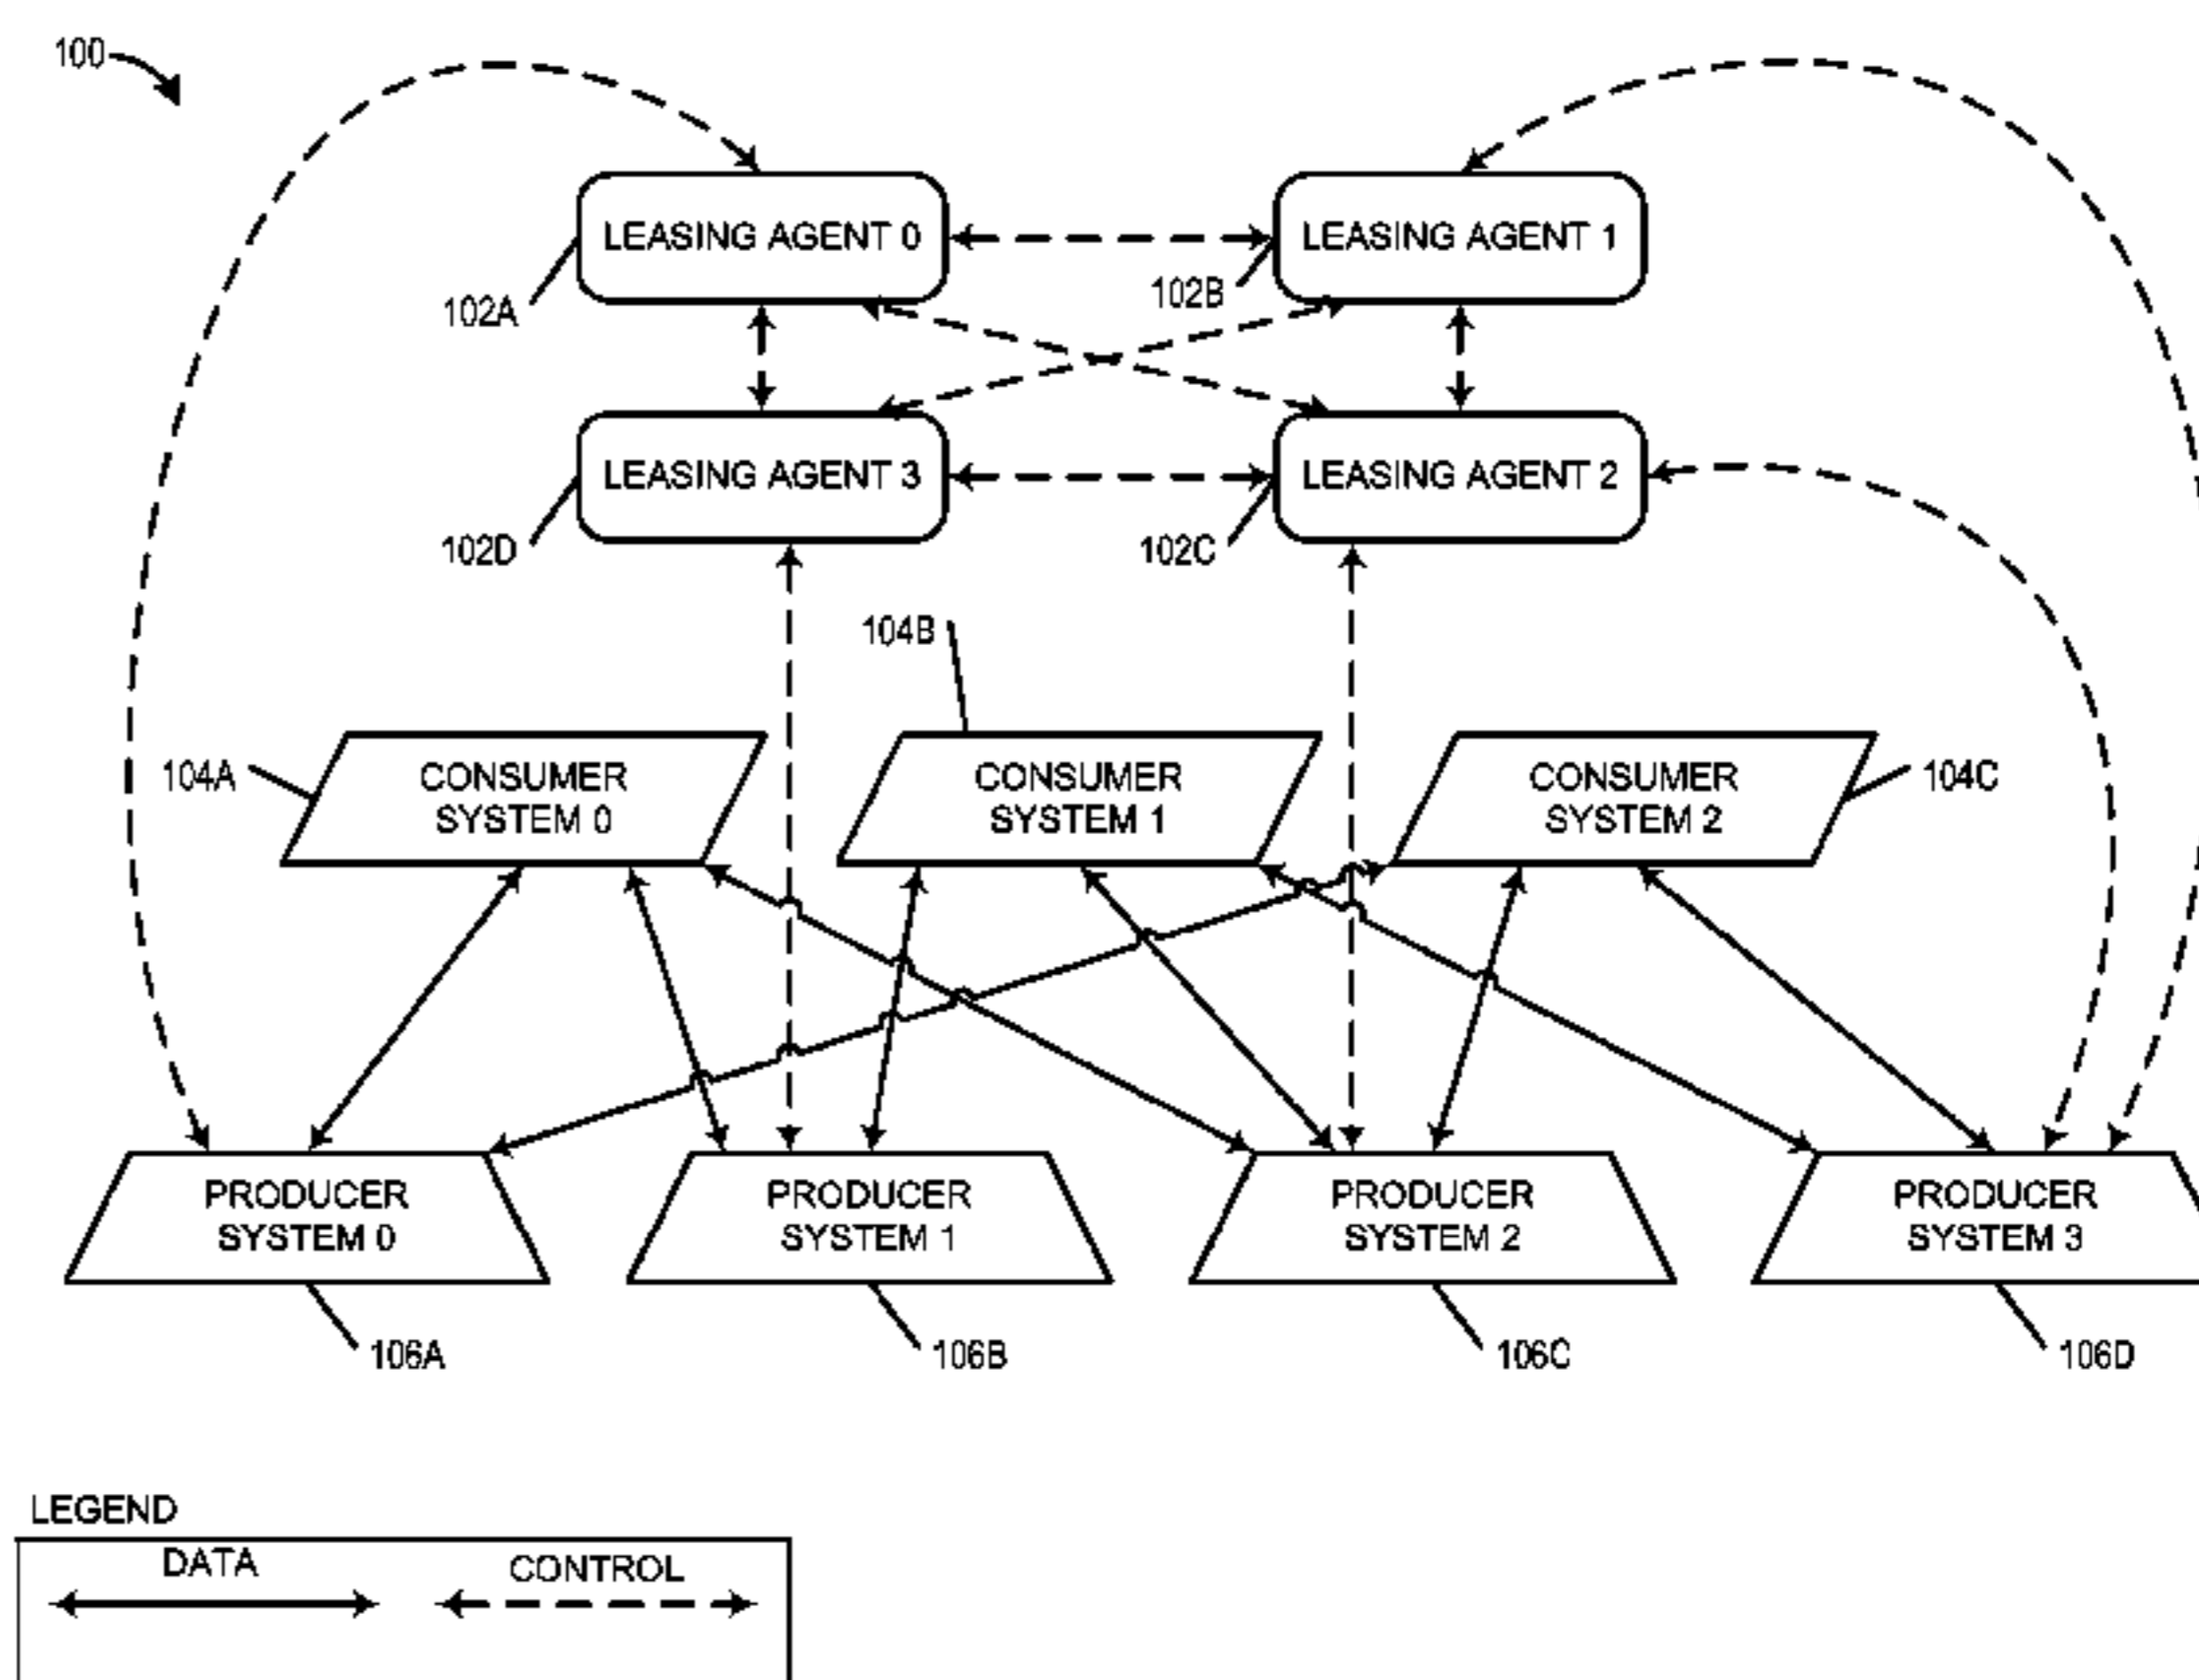 100
LEASING AGENT 0
LEASING AGENT 1
102A
102B
LEASING AGENT 3
LEASING AGENT 2
102D
102C
104B
104A
CONSUMER
SYSTEM 0
CONSUMER
SYSTEM 1
CONSUMER
SYSTEM 2
104C
PRODUCER
SYSTEM 0
PRODUCER
SYSTEM 1
PRODUCER
SYSTEM 2
PRODUCER
SYSTEM 3
106A
106B
106C
106D
LEGEND
DATA
CONTROL